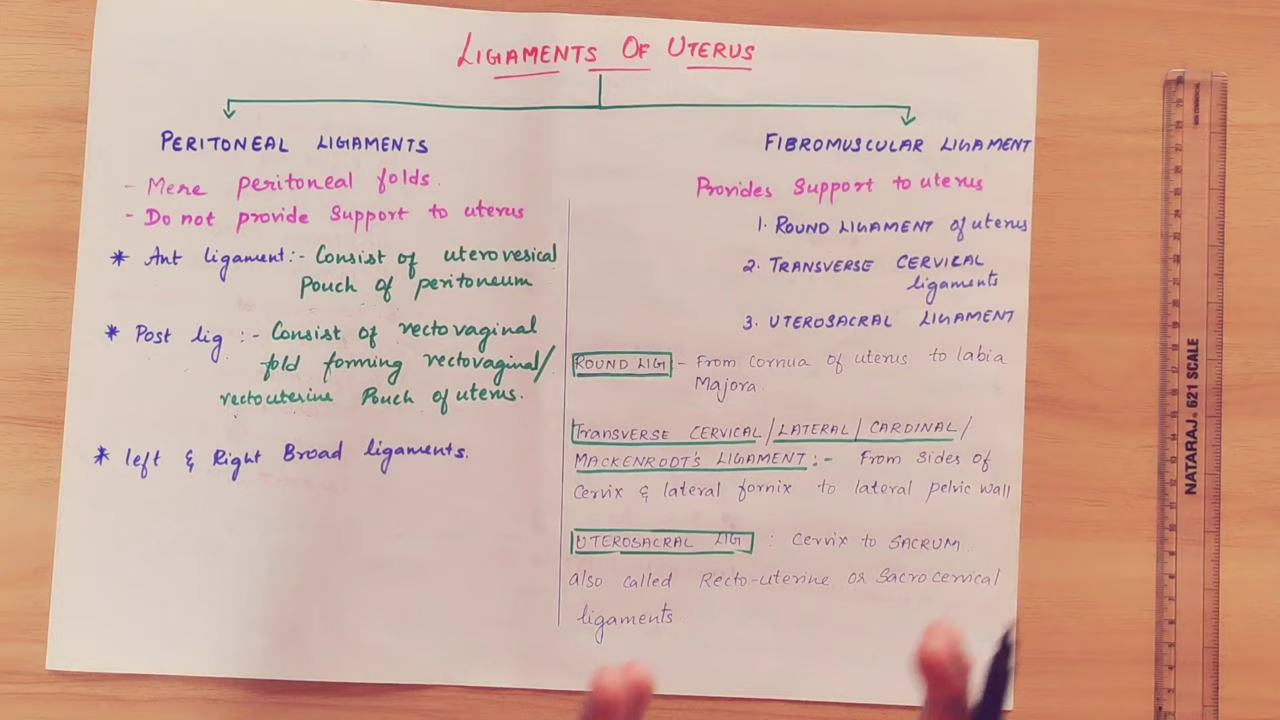 LIGAMENTS OF UTERUS
PERITONEAL LIGAMENTS
- Mere peritoneal folds.
- Do not provide Support to uterus
* Ant ligament:- Consist of uterovesical
Pouch of peritoneum
* Post lig :- Consist of rectovaginal
fold forming rectovaginal/
rectouterine Pouch of uterus.
* left & Right Broad ligaments.
FIBROMUSCULAR LIGAMENT
Provides Support to uterus
1. ROUND LIGAMENT of uterus
2. TRANSVERSE CERVICAL
ligaments
3. UTEROSACRAL LIGAMENT
ROUND LIG - From Cornua of uterus to labia
Majora.
TRANSVERSE CERVICAL / LATERAL / CARDINAL /
MACKENROOT'S LIGAMENT :- From Sides of
Cervix & lateral fornix to lateral pelvic wall
UTEROSACRAL LIG : Cervix to SACRUM.
also called Recto-uterine or Sacrocervical
ligaments.
NATARAJ® 621 SCALE